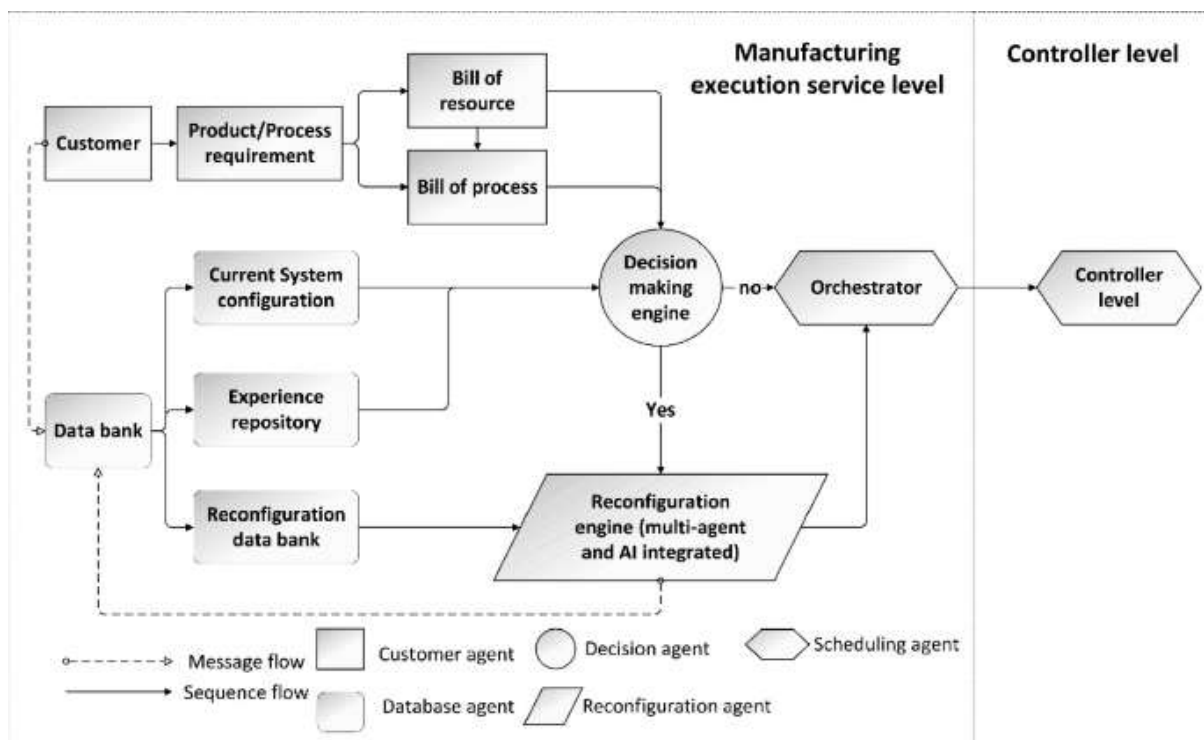 Manufacturing
execution service level
Controller level
Bill of
resource
Customer
Product/Process
requirement
Bill of process
Current System
configuration
Decision
making
engine
no
Orchestrator
Controller
level
Experience
repository
Yes
Data bank
Reconfiguration
data bank
Reconfiguration
engine (multi-agent
and AI integrated)
Message flow
Customer agent
Decision agent
Scheduling agent
Sequence flow
Database agent
Reconfiguration agent